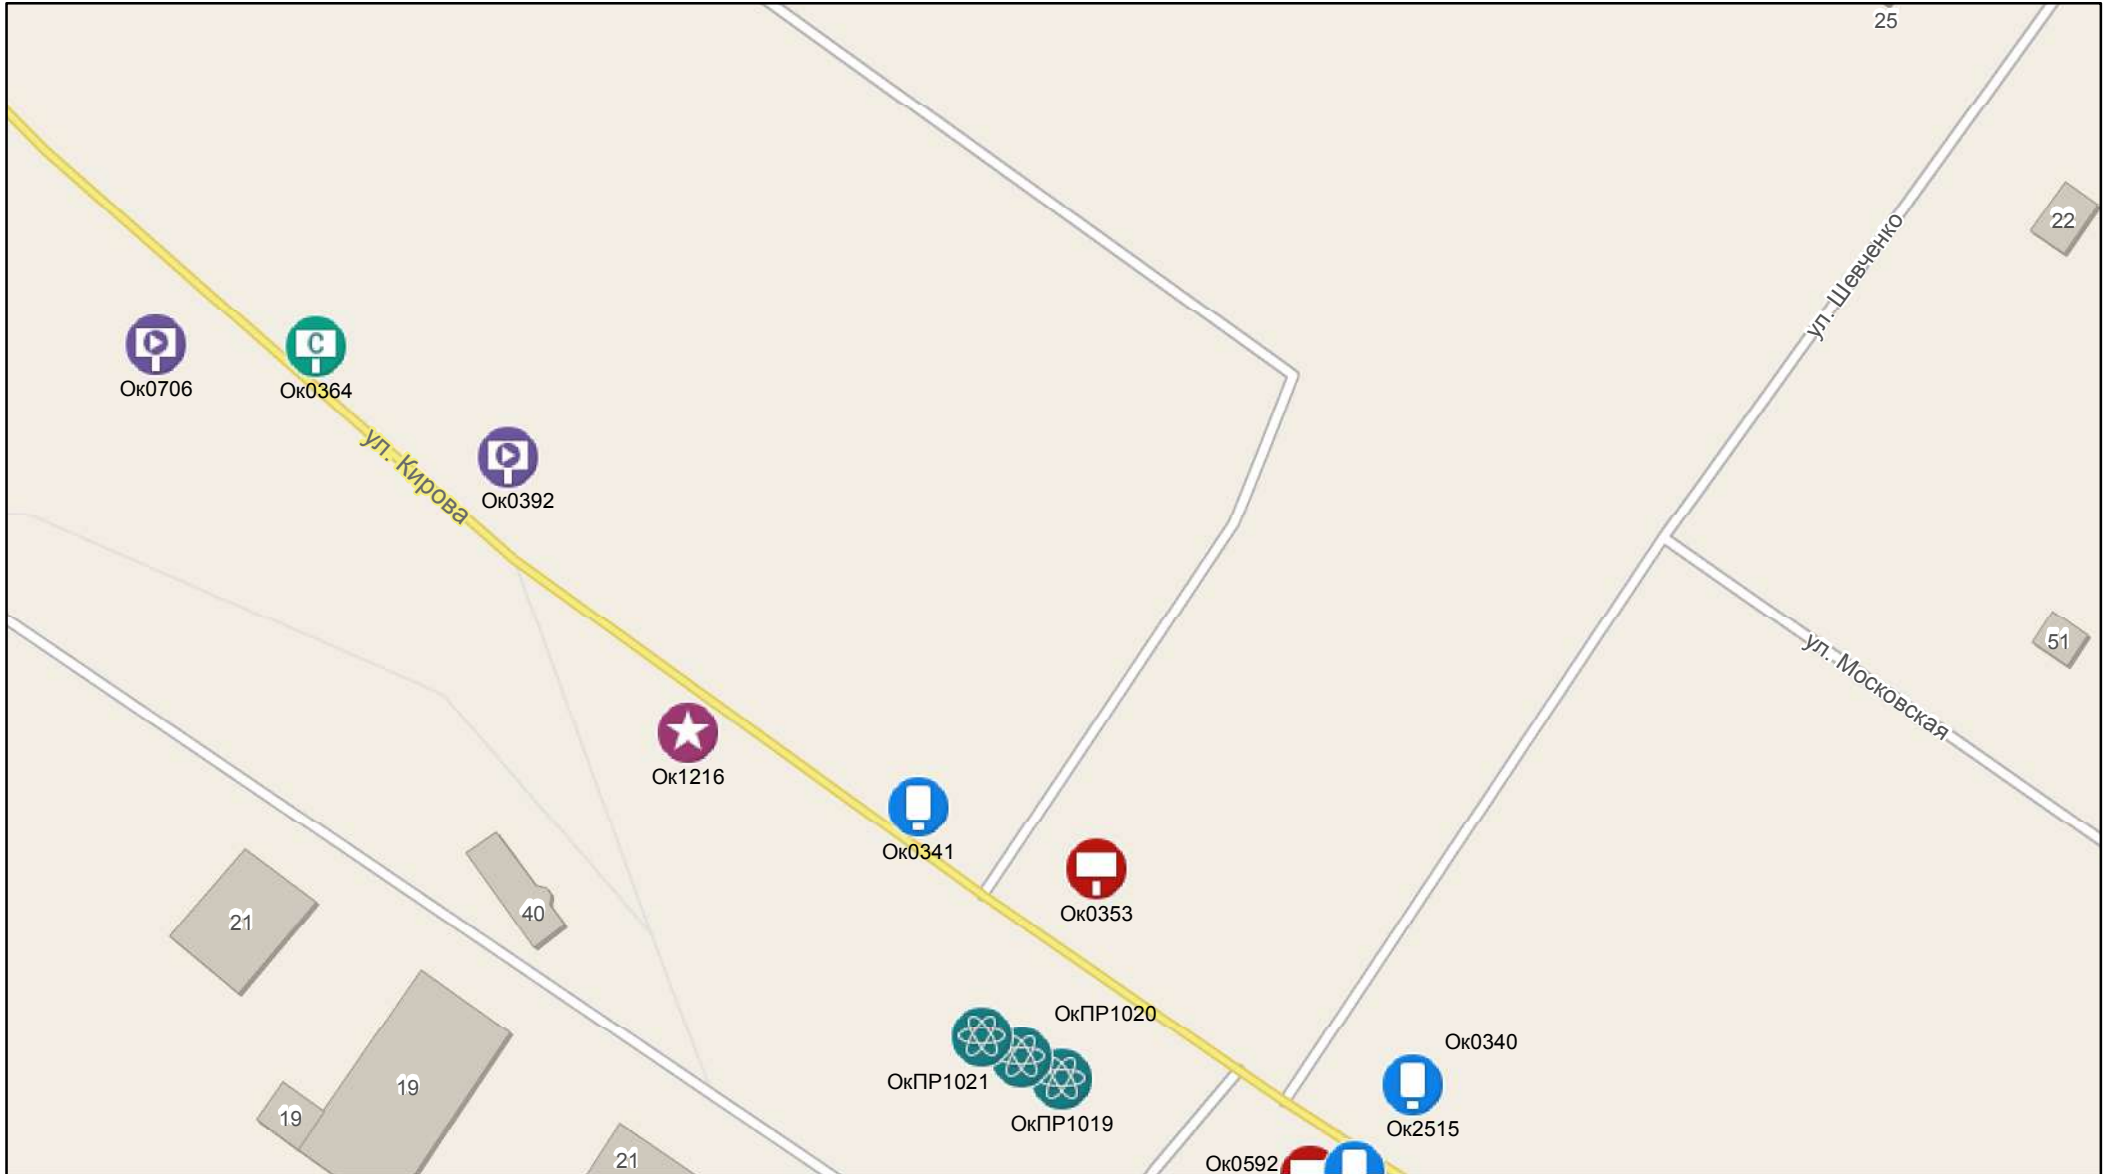 25
22
ул. Шевченко
Ок0706
С
Ок0364
ул. Кирова
Ок0392
51
ул. Московская
Ок1216
Ок0341
Ок0353
21
40
ОкПР1020
Ок0340
ОкПР1021
19
ОкПР1019
19
Ок2515
21
Ок0592